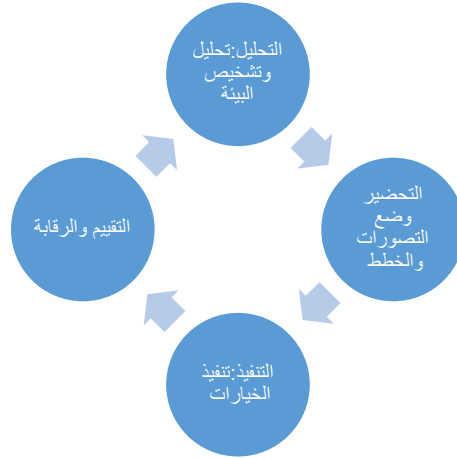 التحليل:تحليل
وتشخيص
البيئة
التحضير
وضع
التصورات
والخطط
التنفيذ:تنفيذ
الخيارات
التقييم والرقابة